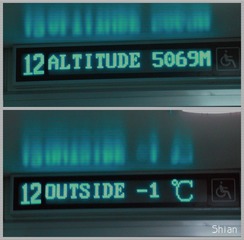 12 ALTITUDE 5069M
12 OUTSIDE -1 ℃
Shian